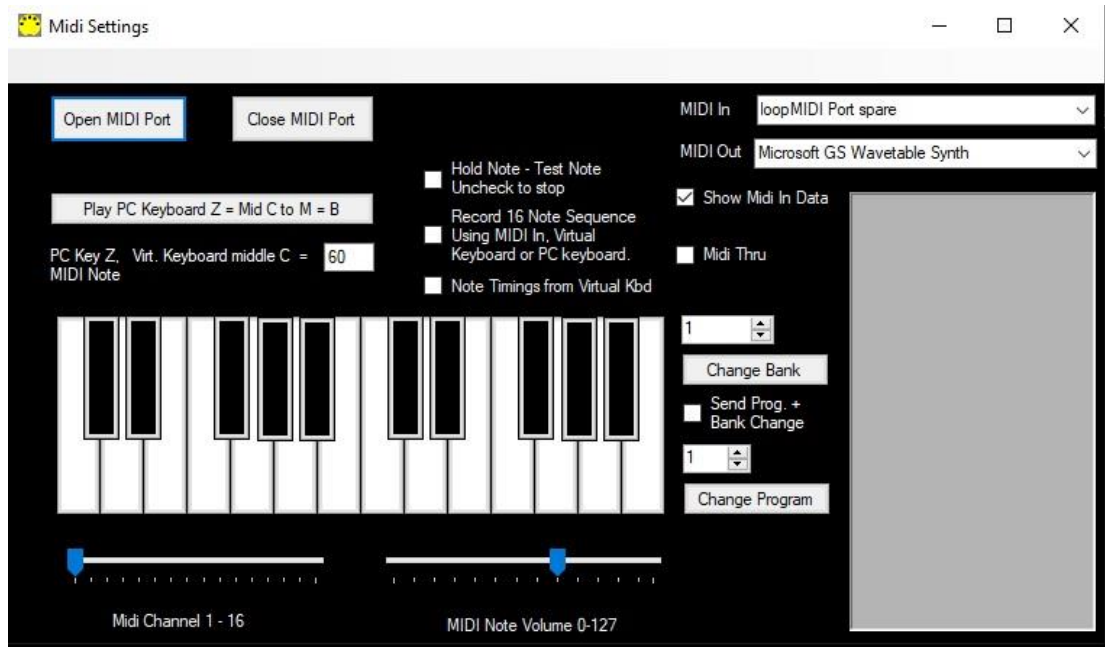 Midi Settings
Open MIDI Port
Close MIDI Port
MIDI In
loopMIDI Port spare
MIDI Out
Microsoft GS Wavetable Synth
Hold Note - Test Note
Uncheck to stop
Show Midi In Data
Play PC Keyboard Z = Mid C to M = B
Record 16 Note Sequence
Using MIDI In, Virtual
Keyboard or PC keyboard.
PC Key Z,   Virt. Keyboard middle C  =
MIDI Note
60
Midi Thru
Note Timings from Virtual Kbd
1
Change Bank
Send Prog. +
Bank Change
1
Change Program
Midi Channel 1 - 16
MIDI Note Volume 0-127